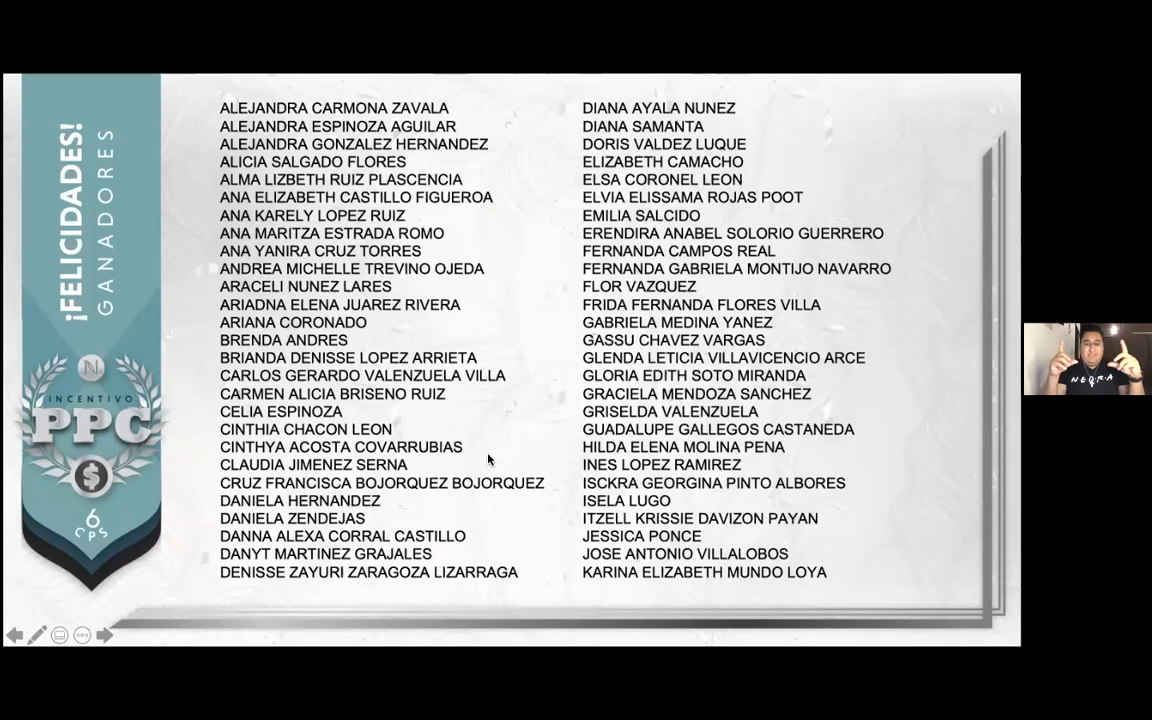 ¡FELICIDADES!
GANADORES
N
INCENTIVO
PPC
$
6
CPS
ALEJANDRA CARMONA ZAVALA
ALEJANDRA ESPINOZA AGUILAR
ALEJANDRA GONZALEZ HERNANDEZ
ALICIA SALGADO FLORES
ALMA LIZBETH RUIZ PLASCENCIA
ANA ELIZABETH CASTILLO FIGUEROA
ANA KARELY LOPEZ RUIZ
ANA MARITZA ESTRADA ROMO
ANA YANIRA CRUZ TORRES
ANDREA MICHELLE TREVINO OJEDA
ARACELI NUNEZ LARES
ARIADNA ELENA JUAREZ RIVERA
ARIANA CORONADO
BRENDA ANDRES
BRIANDA DENISSE LOPEZ ARRIETA
CARLOS GERARDO VALENZUELA VILLA
CARMEN ALICIA BRISENO RUIZ
CELIA ESPINOZA
CINTHIA CHACON LEON
CINTHYA ACOSTA COVARRUBIAS
CLAUDIA JIMENEZ SERNA
CRUZ FRANCISCA BOJORQUEZ BOJORQUEZ
DANIELA HERNANDEZ
DANIELA ZENDEJAS
DANNA ALEXA CORRAL CASTILLO
DANYT MARTINEZ GRAJALES
DENISSE ZAYURI ZARAGOZA LIZARRAGA
DIANA AYALA NUNEZ
DIANA SAMANTA
DORIS VALDEZ LUQUE
ELIZABETH CAMACHO
ELSA CORONEL LEON
ELVIA ELISSAMA ROJAS POOT
EMILIA SALCIDO
ERENDIRA ANABEL SOLORIO GUERRERO
FERNANDA CAMPOS REAL
FERNANDA GABRIELA MONTIJO NAVARRO
FLOR VAZQUEZ
FRIDA FERNANDA FLORES VILLA
GABRIELA MEDINA YANEZ
GASSU CHAVEZ VARGAS
GLENDA LETICIA VILLAVICENCIO ARCE
GLORIA EDITH SOTO MIRANDA
GRACIELA MENDOZA SANCHEZ
GRISELDA VALENZUELA
GUADALUPE GALLEGOS CASTANEDA
HILDA ELENA MOLINA PENA
INES LOPEZ RAMIREZ
ISCKRA GEORGINA PINTO ALBORES
ISELA LUGO
ITZELL KRISSIE DAVIZON PAYAN
JESSICA PONCE
JOSE ANTONIO VILLALOBOS
KARINA ELIZABETH MUNDO LOYA